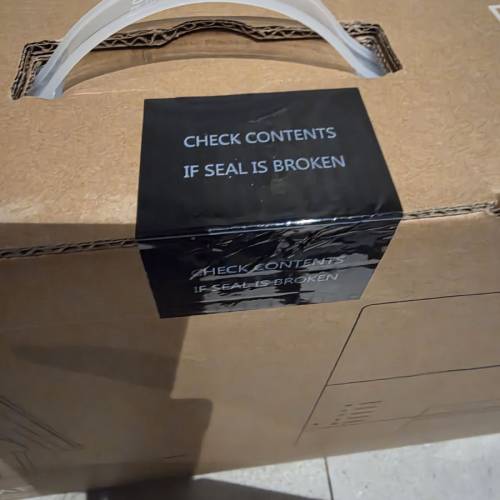 CHECK CONTENTS
IF SEAL IS BROKEN
CHECK CONTENTS
IF SEAL IS BROKEN